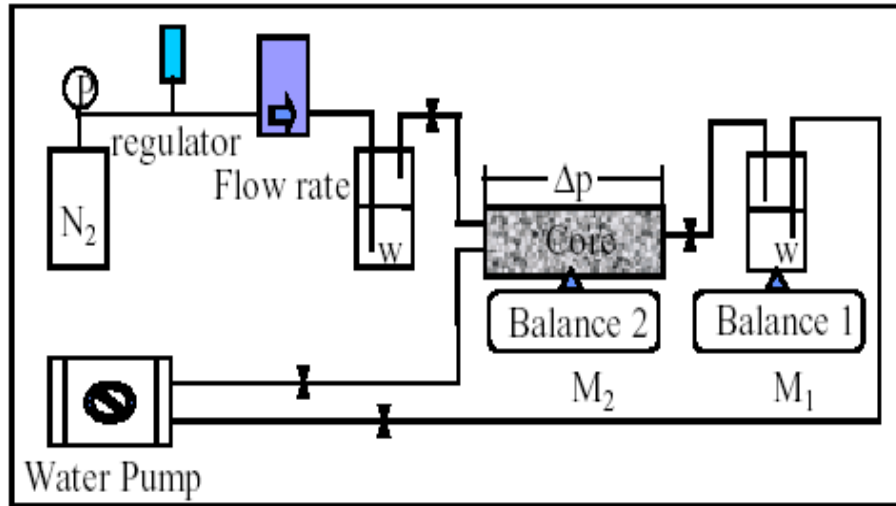 P
regulator
Flow rate
N₂
w
Δp
Core
w
Balance 2
Balance 1
M₂
M₁
Water Pump